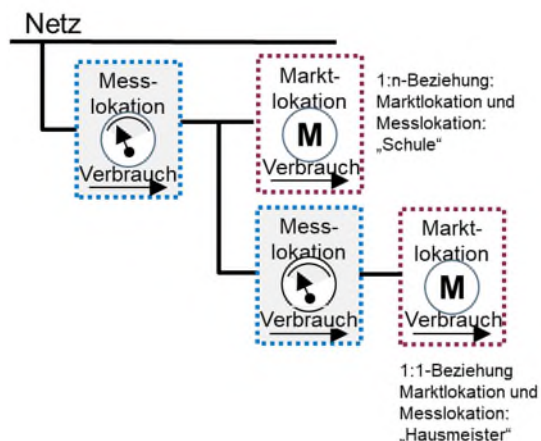 Netz
Mess-
lokation
Verbrauch
Markt-
lokation
M
Verbrauch
1:n-Beziehung:
Marktlokation und
Messlokation:
„Schule“
Mess-
lokation
Verbrauch
Markt-
lokation
M
Verbrauch
1:1-Beziehung
Marktlokation und
Messlokation:
„Hausmeister“